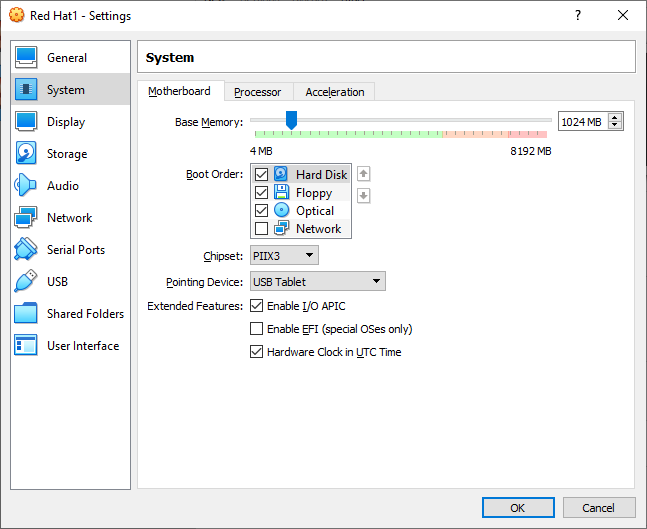 Red Hat1 - Settings
General
System
Display
Storage
Audio
Network
Serial Ports
USB
Shared Folders
User Interface
System
Motherboard Processor Acceleration
Base Memory: 1024 MB
4 MB 8192 MB
Boot Order: Hard Disk
Floppy
Optical
Network
Chipset: PIIX3
Pointing Device: USB Tablet
Extended Features: Enable I/O APIC
Enable EFI (special OSes only)
Hardware Clock in UTC Time
OK Cancel